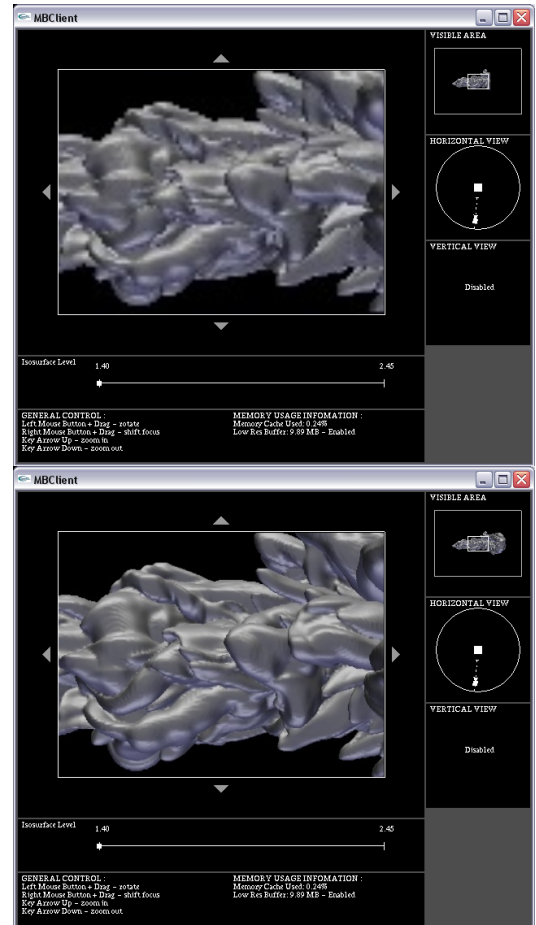 MBClient
VISIBLE AREA
HORIZONTAL VIEW
VERTICAL VIEW
Disabled
Isosurface Level
1.40
2.45
GENERAL CONTROL :
Left Mouse Button + Drag – rotate
Right Mouse Button + Drag – shift focus
Key Arrow Up – zoom in
Key Arrow Down – zoom out
MEMORY USAGE INFOMATION :
Memory Cache Used: 0.24%
Low Res Buffer: 9.89 MB – Enabled
MBClient
VISIBLE AREA
HORIZONTAL VIEW
VERTICAL VIEW
Disabled
Isosurface Level
1.40
2.45
GENERAL CONTROL :
Left Mouse Button + Drag – rotate
Right Mouse Button + Drag – shift focus
Key Arrow Up – zoom in
Key Arrow Down – zoom out
MEMORY USAGE INFOMATION :
Memory Cache Used: 0.24%
Low Res Buffer: 9.89 MB – Enabled